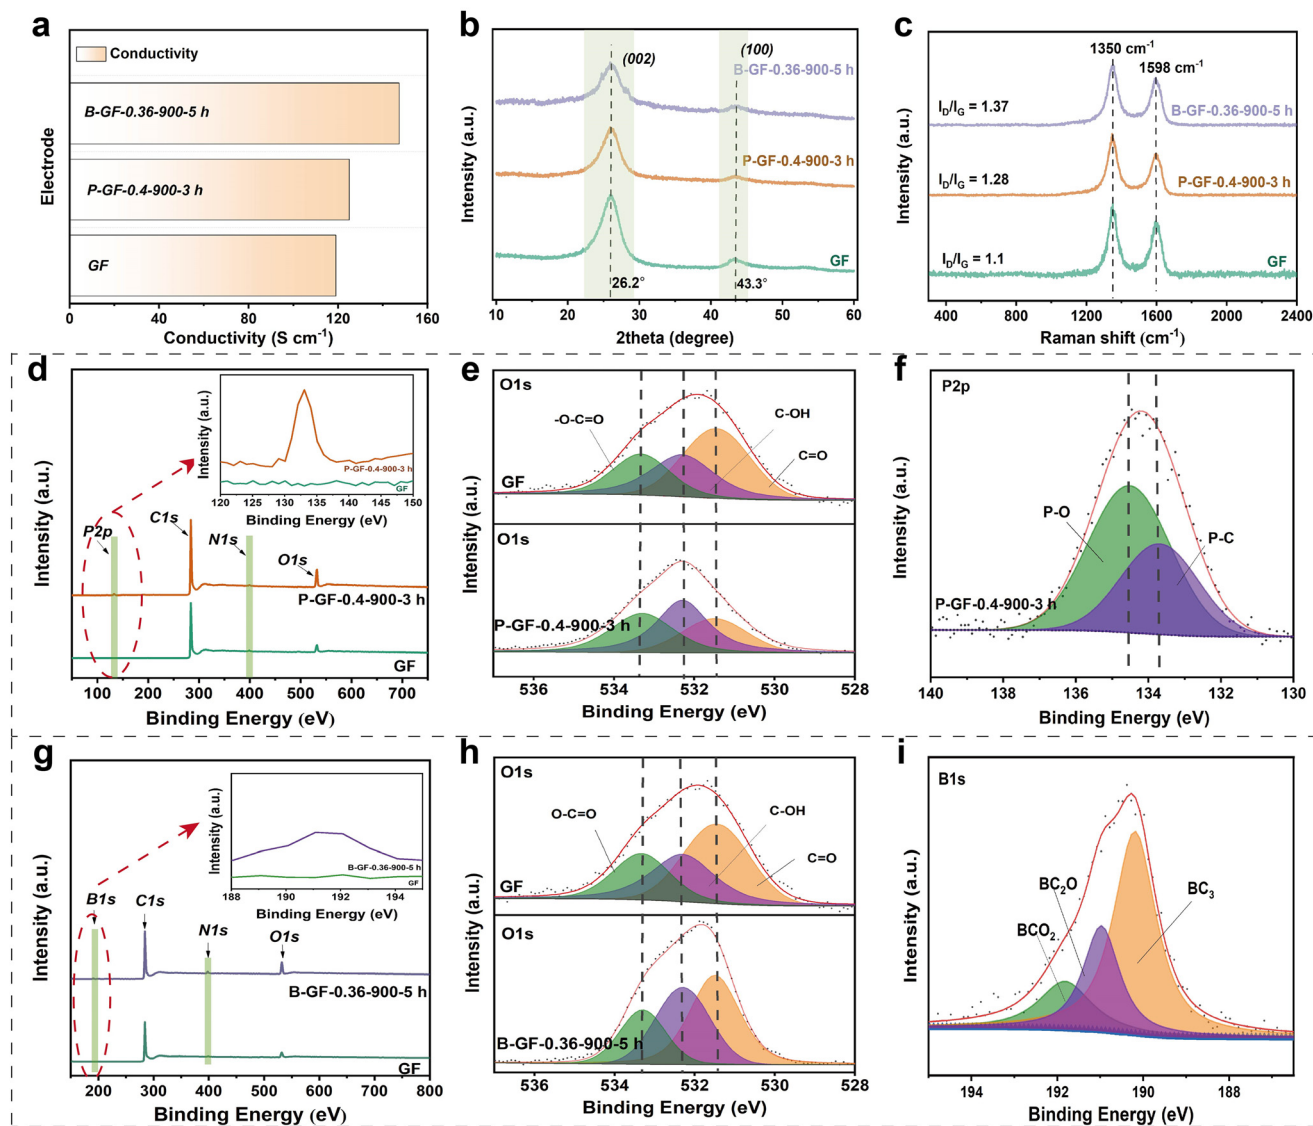 a
Conductivity
B-GF-0.36-900-5 h
P-GF-0.4-900-3 h
GF
Electrode
0 40 80 120 160
Conductivity (S cm⁻¹)
b
(002)
(100)
B-GF-0.36-900-5 h
P-GF-0.4-900-3 h
GF
26.2°
43.3°
Intensity (a.u.)
10 20 30 40 50 60
2theta (degree)
c
1350 cm⁻¹
1598 cm⁻¹
I_D/I_G = 1.37
B-GF-0.36-900-5 h
I_D/I_G = 1.28
P-GF-0.4-900-3 h
I_D/I_G = 1.1
GF
Intensity (a.u.)
400 800 1200 1600 2000 2400
Raman shift (cm⁻¹)
d
Intensity (a.u.)
P-GF-0.4-900-3 h
GF
120 125 130 135 140 145 150
Binding Energy (eV)
P2p
C1s
N1s
O1s
P-GF-0.4-900-3 h
GF
Intensity (a.u.)
100 200 300 400 500 600 700
Binding Energy (eV)
e
O1s
-O-C=O
C-OH
C=O
GF
O1s
P-GF-0.4-900-3 h
Intensity (a.u.)
536 534 532 530 528
Binding Energy (eV)
f
P2p
P-O
P-C
P-GF-0.4-900-3 h
Intensity (a.u.)
140 138 136 134 132 130
Binding Energy (eV)
g
Intensity (a.u.)
B-GF-0.36-900-5 h
GF
188 190 192 194
Binding Energy (eV)
B1s
C1s
N1s
O1s
B-GF-0.36-900-5 h
GF
Intensity (a.u.)
200 300 400 500 600 700 800
Binding Energy (eV)
h
O1s
O-C=O
C-OH
C=O
GF
O1s
B-GF-0.36-900-5 h
Intensity (a.u.)
536 534 532 530 528
Binding Energy (eV)
i
B1s
BC₂O
BCO₂
BC₃
Intensity (a.u.)
194 192 190 188
Binding Energy (eV)